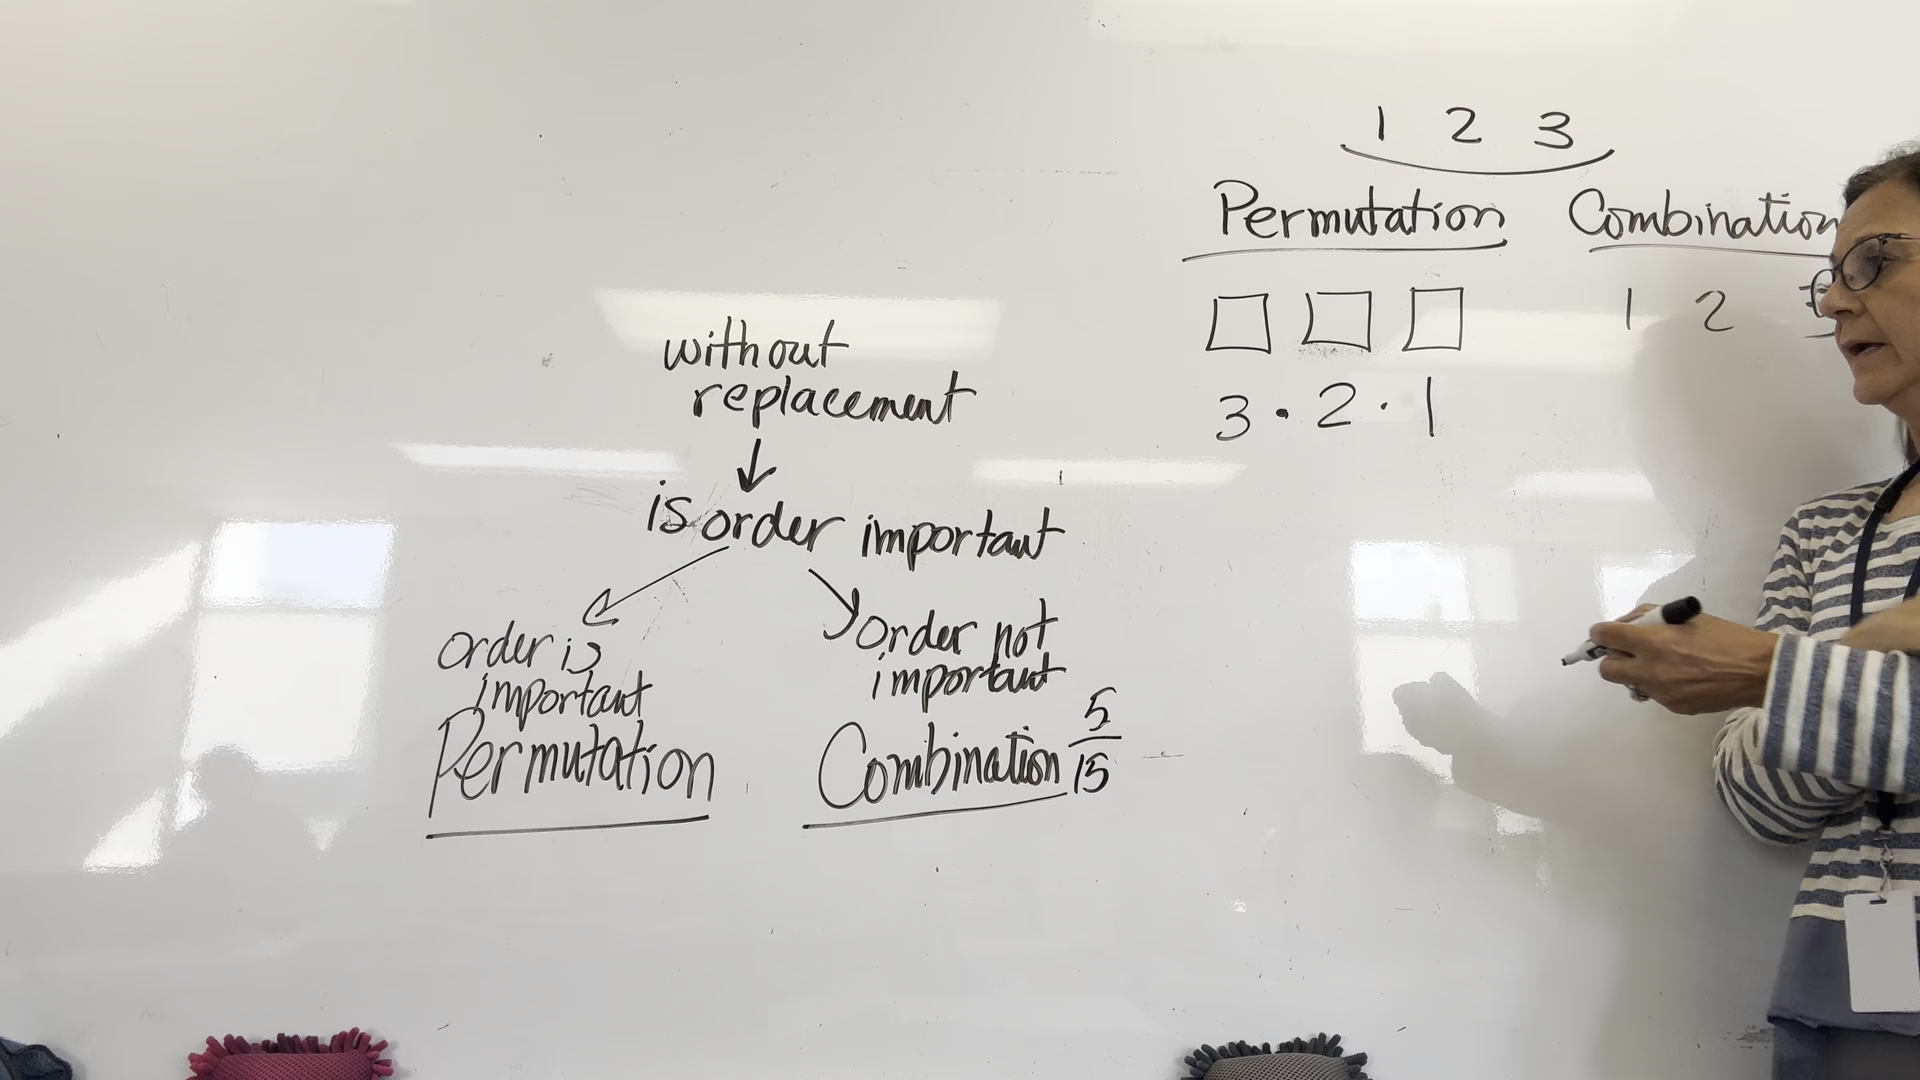 without
replacement
is order important
order is
important
Permutation
order not
important
Combination 5/15
1 2 3
Permutation Combination
1 2
3 · 2 · 1